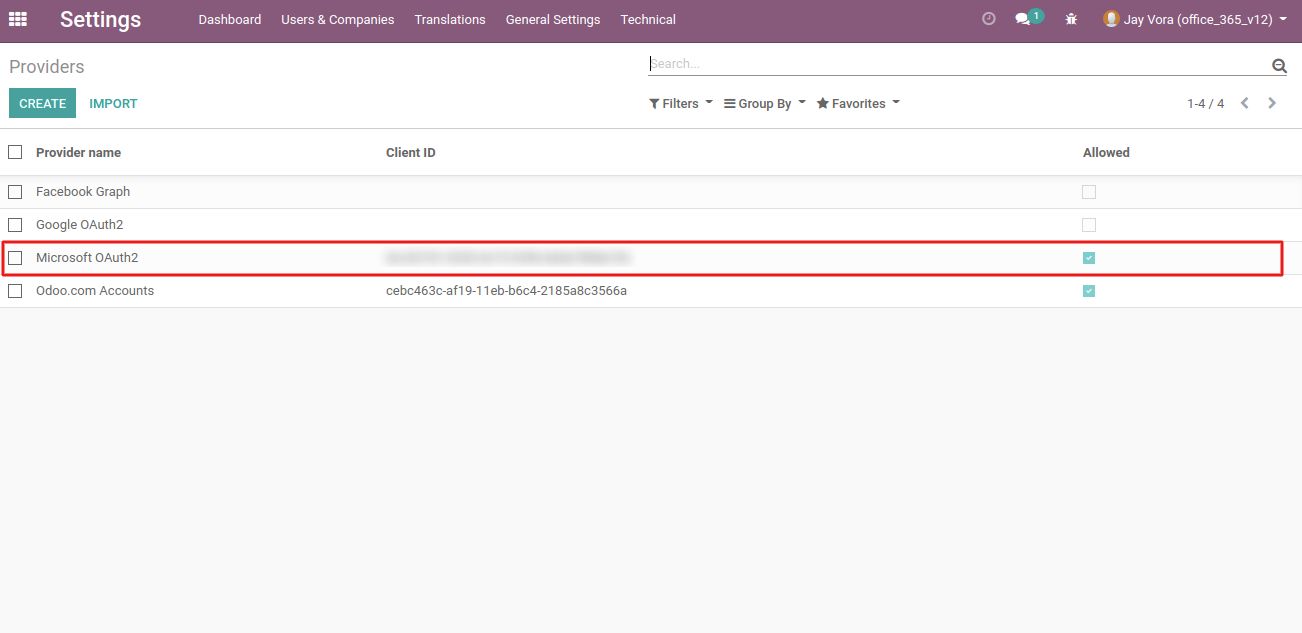 Settings Dashboard Users & Companies Translations General Settings Technical 1 Jay Vora (office_365_v12)
Providers Search...
CREATE IMPORT Filters Group By Favorites 1-4 / 4
Provider name Client ID Allowed
Facebook Graph
Google OAuth2
Microsoft OAuth2
Odoo.com Accounts cebc463c-af19-11eb-b6c4-2185a8c3566a